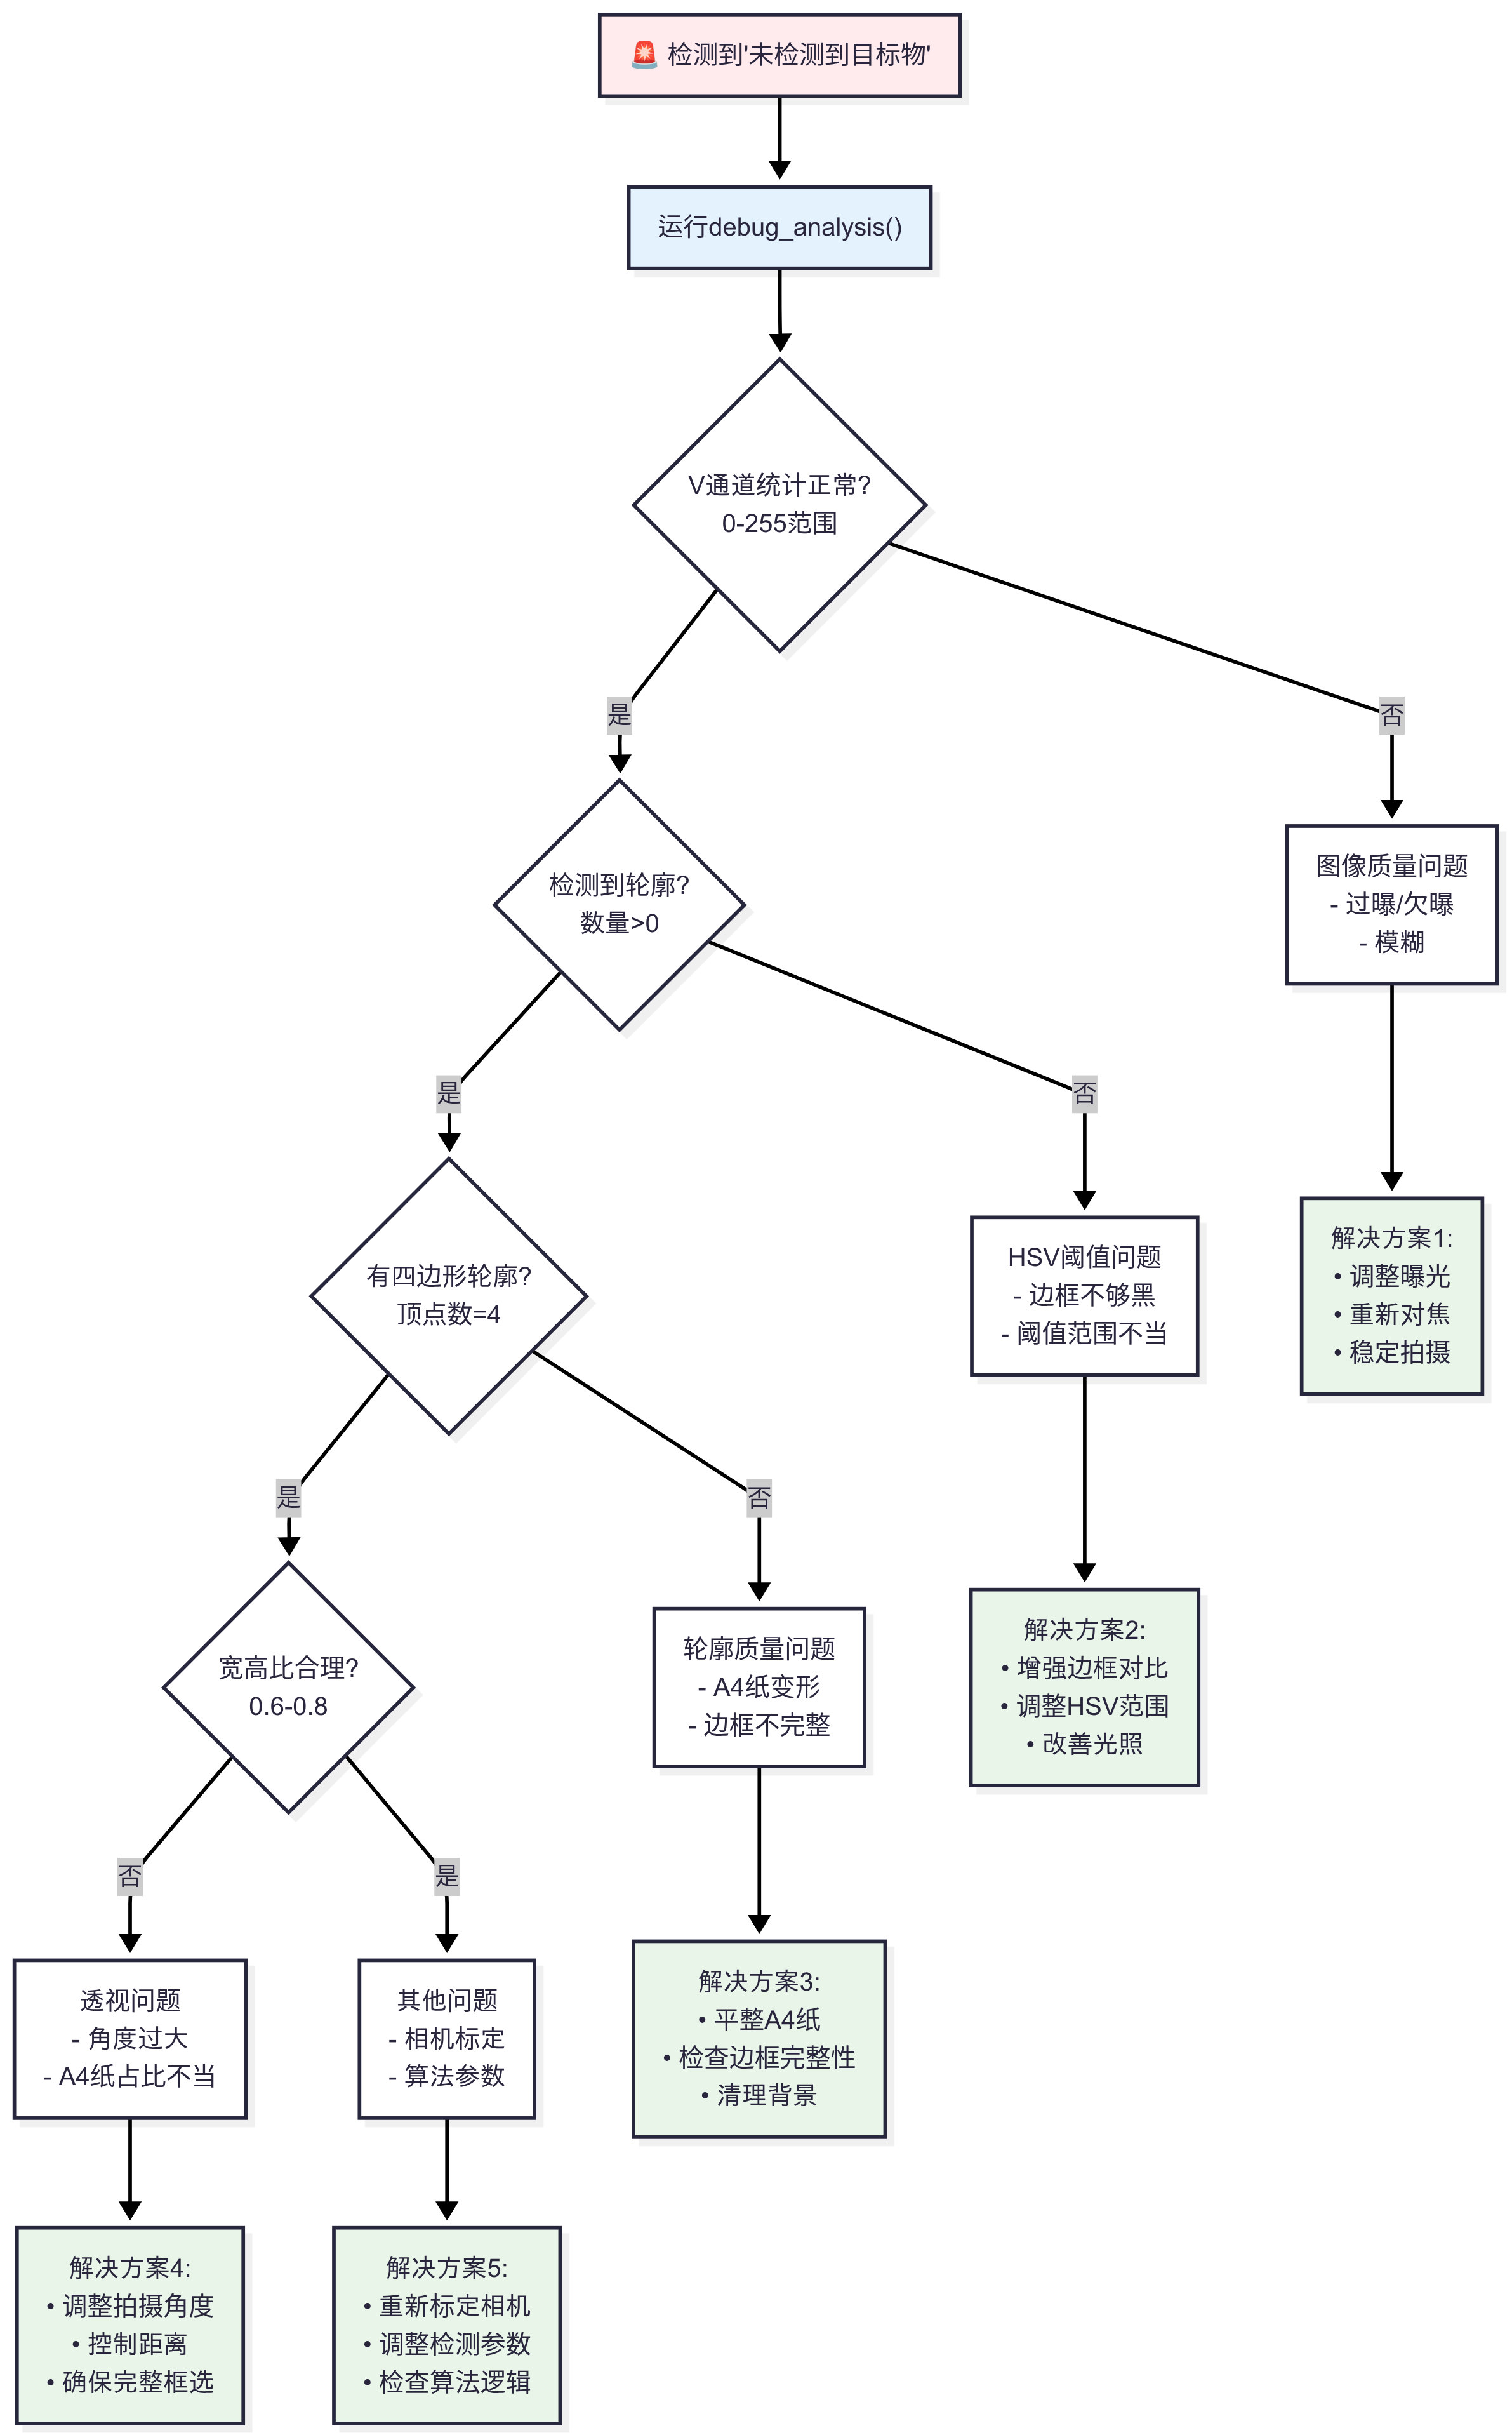 🚨 检测到'未检测到目标物'
运行debug_analysis()
V通道统计正常?
0-255范围
是
否
检测到轮廓?
数量>0
图像质量问题
- 过曝/欠曝
- 模糊
是
否
有四边形轮廓?
顶点数=4
HSV阈值问题
- 边框不够黑
- 阈值范围不当
解决方案1:
• 调整曝光
• 重新对焦
• 稳定拍摄
是
否
宽高比合理?
0.6-0.8
轮廓质量问题
- A4纸变形
- 边框不完整
解决方案2:
• 增强边框对比
• 调整HSV范围
• 改善光照
否
是
透视问题
- 角度过大
- A4纸占比不当
其他问题
- 相机标定
- 算法参数
解决方案3:
• 平整A4纸
• 检查边框完整性
• 清理背景
解决方案4:
• 调整拍摄角度
• 控制距离
• 确保完整框选
解决方案5:
• 重新标定相机
• 调整检测参数
• 检查算法逻辑